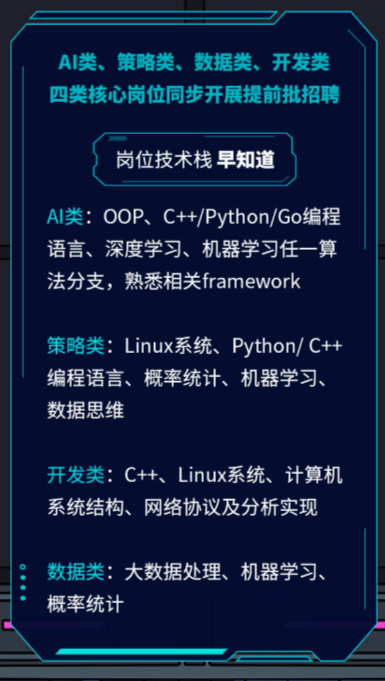 AI类、策略类、数据类、开发类
四类核心岗位同步开展提前批招聘
岗位技术栈 早知道
AI类：OOP、C++/Python/Go编程
语言、深度学习、机器学习任一算
法分支，熟悉相关framework
策略类：Linux系统、Python/ C++
编程语言、概率统计、机器学习、
数据思维
开发类：C++、Linux系统、计算机
系统结构、网络协议及分析实现
数据类：大数据处理、机器学习、
概率统计